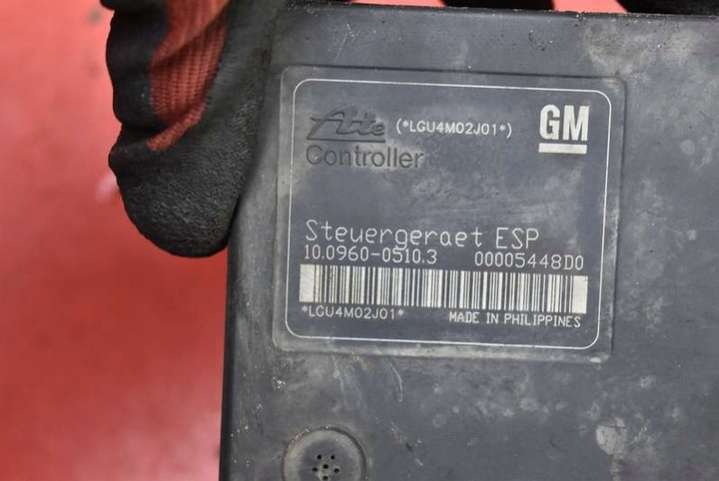 Ate (*LGU4M02J01*) GM
Controller
Steuergeraet ESP
10.0960-0510.3 00005448D0
*LGU4M02J01* MADE IN PHILIPPINES